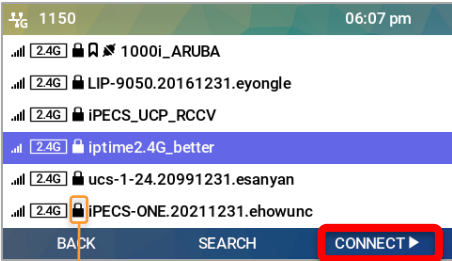 G 1150 06:07 pm
2.4G 1000i_ARUBA
2.4G LIP-9050.20161231.eyongle
2.4G iPECS_UCP_RCCV
2.4G iptime2.4G_better
2.4G ucs-1-24.20991231.esanyan
2.4G iPECS-ONE.20211231.ehowunc
BACK SEARCH CONNECT